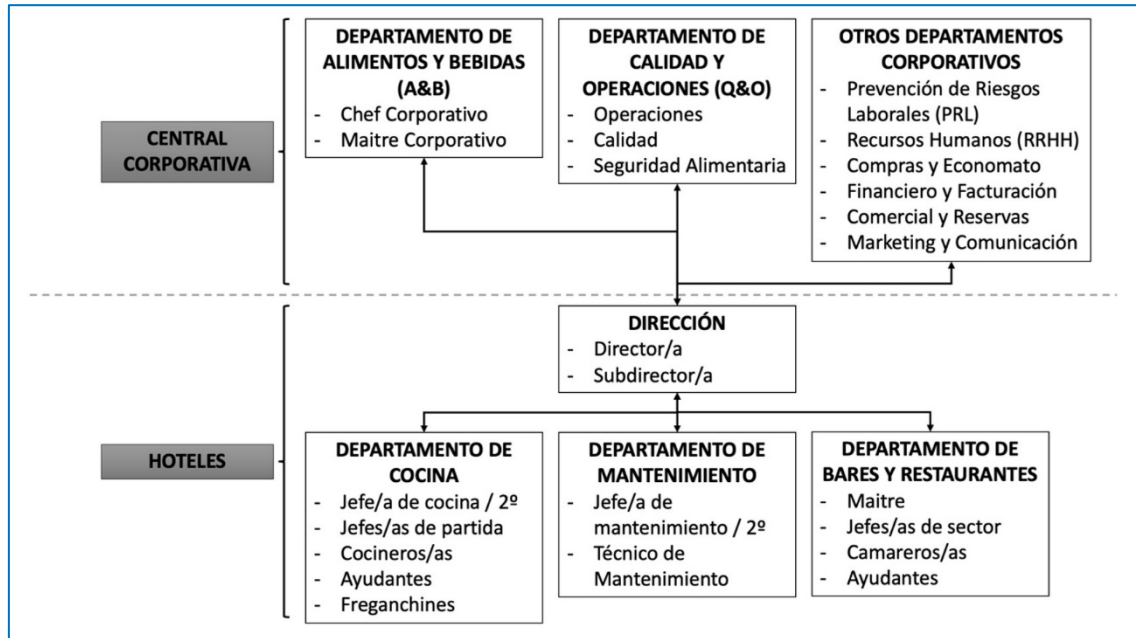 CENTRAL
CORPORATIVA
DEPARTAMENTO DE
ALIMENTOS Y BEBIDAS
(A&B)
- Chef Corporativo
- Maitre Corporativo
DEPARTAMENTO DE
CALIDAD Y
OPERACIONES (Q&O)
- Operaciones
- Calidad
- Seguridad Alimentaria
OTROS DEPARTAMENTOS
CORPORATIVOS
- Prevención de Riesgos
Laborales (PRL)
- Recursos Humanos (RRHH)
- Compras y Economato
- Financiero y Facturación
- Comercial y Reservas
- Marketing y Comunicación
HOTELES
DIRECCIÓN
- Director/a
- Subdirector/a
DEPARTAMENTO DE
COCINA
- Jefe/a de cocina / 2º
- Jefes/as de partida
- Cocineros/as
- Ayudantes
- Freganchines
DEPARTAMENTO DE
MANTENIMIENTO
- Jefe/a de
mantenimiento / 2º
- Técnico de
Mantenimiento
DEPARTAMENTO DE
BARES Y RESTAURANTES
- Maitre
- Jefes/as de sector
- Camareros/as
- Ayudantes